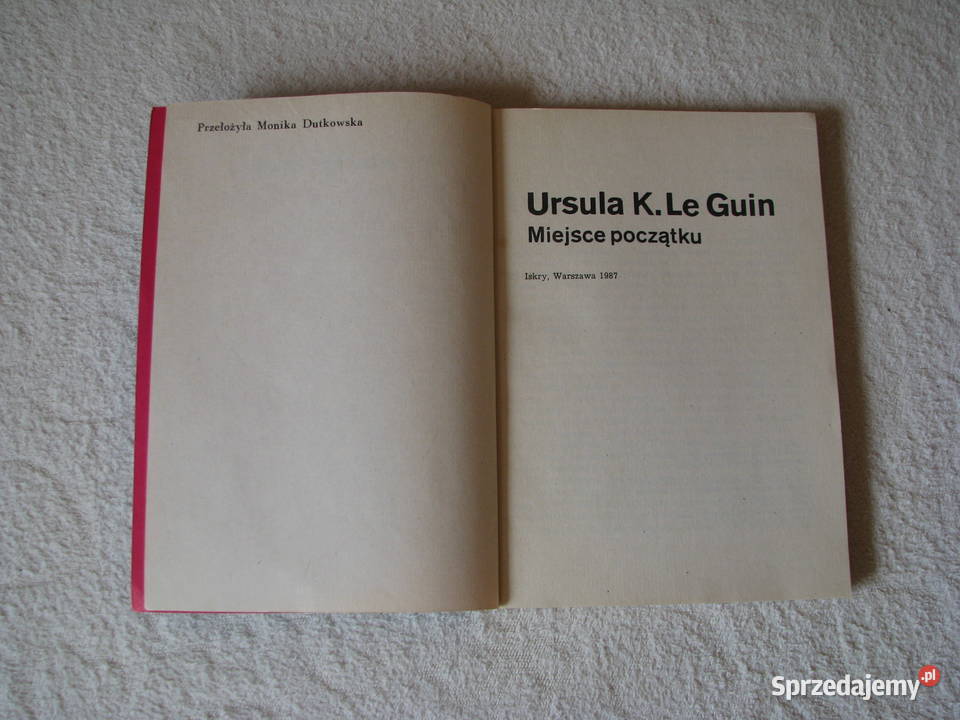 Przełożyła Monika Dutkowska
Ursula K. Le Guin
Miejsce początku
Iskry, Warszawa 1987
Sprzedajemy.pl